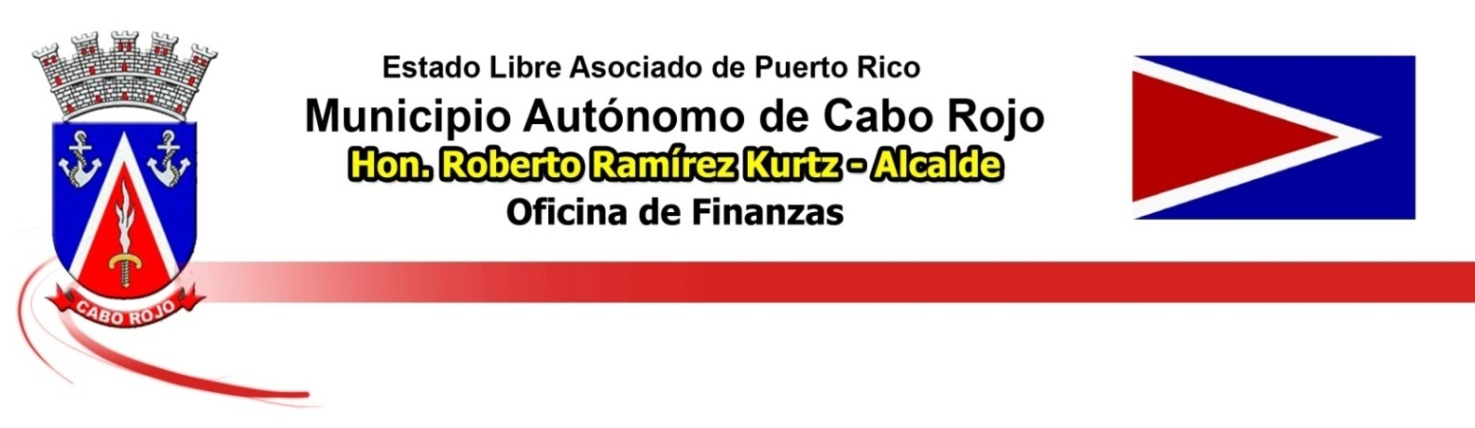 Estado Libre Asociado de Puerto Rico
Municipio Autónomo de Cabo Rojo
Hon. Roberto Ramírez Kurtz - Alcalde
Oficina de Finanzas
CABO ROJO